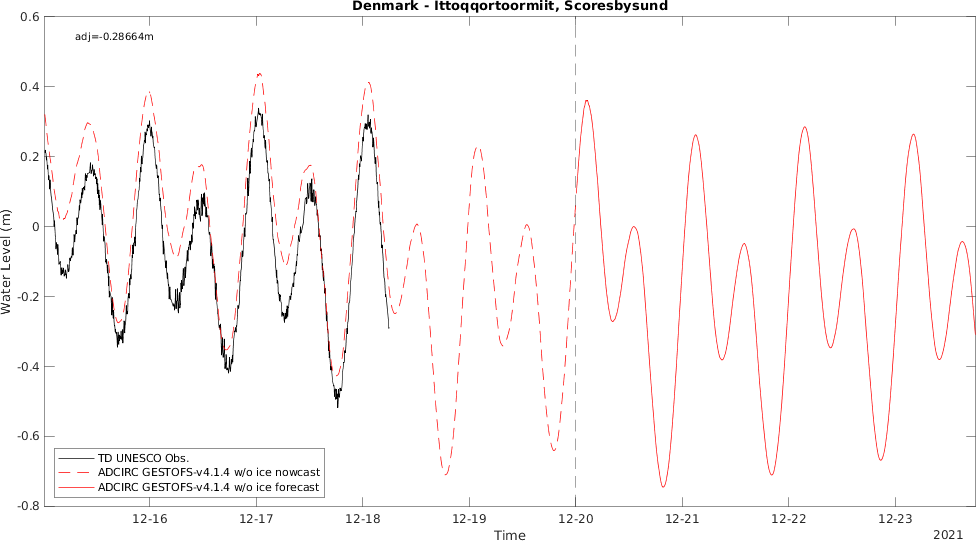 Denmark - Ittoqqortoormiit, Scoresbysund
adj=-0.28664m
0.6
0.4
0.2
0
-0.2
-0.4
-0.6
-0.8
Water Level (m)
TD UNESCO Obs.
ADCIRC GESTOFS-v4.1.4 w/o ice nowcast
ADCIRC GESTOFS-v4.1.4 w/o ice forecast
12-16 12-17 12-18 12-19 12-20 12-21 12-22 12-23
Time
2021